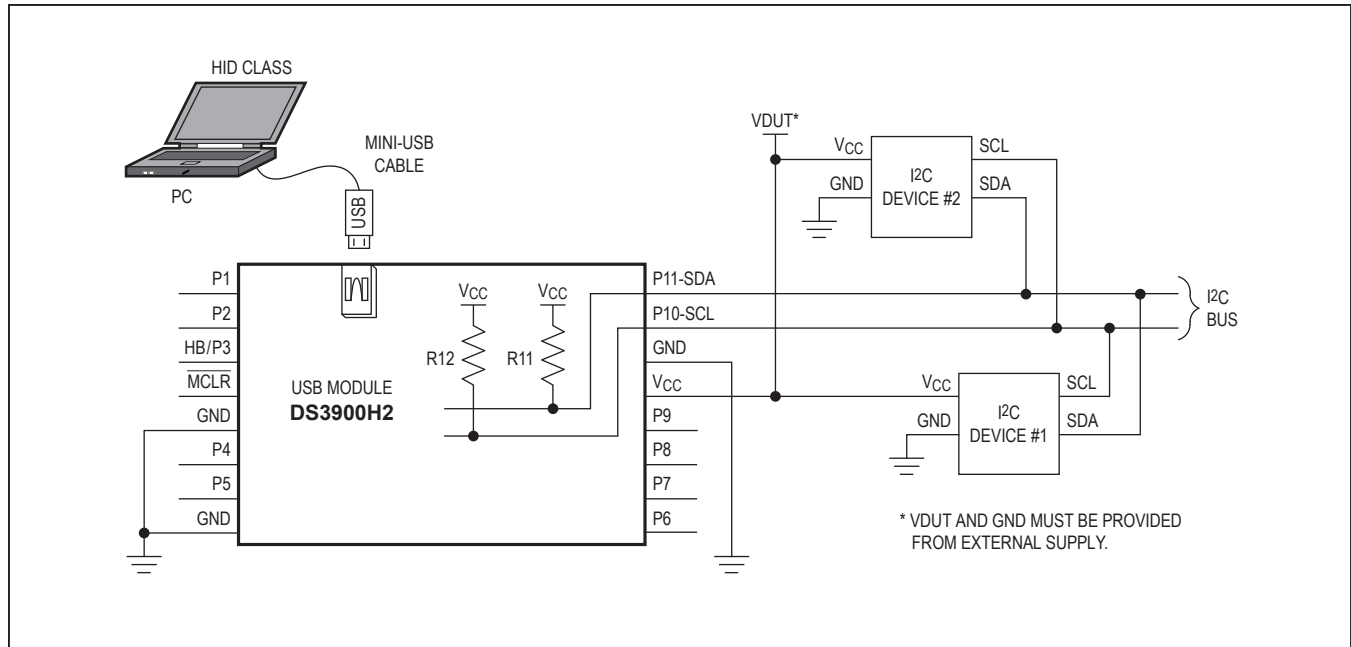 HID CLASS
MINI-USB
CABLE
PC
USB
VDUT*
VCC
GND
I2C
DEVICE #2
SCL
SDA
P1
P2
HB/P3
MCLR
GND
P4
P5
GND
VCC
VCC
R12
R11
USB MODULE
DS3900H2
P11-SDA
P10-SCL
GND
VCC
P9
P8
P7
P6
I2C
BUS
VCC
GND
I2C
DEVICE #1
SCL
SDA
* VDUT AND GND MUST BE PROVIDED
FROM EXTERNAL SUPPLY.